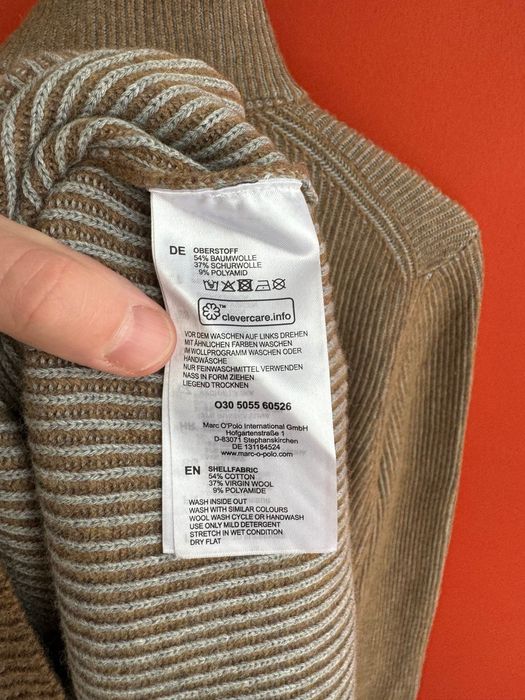 DE OBERSTOFF
54% BAUMWOLLE
37% SCHURWOLLE
9% POLYAMID
™
clevercare.info
VOR DEM WASCHEN AUF LINKS DREHEN
MIT ÄHNLICHEN FARBEN WASCHEN
IM WOLLPROGRAMM WASCHEN ODER
HANDWÄSCHE
NUR FEINWASCHMITTEL VERWENDEN
NASS IN FORM ZIEHEN
LIEGEND TROCKNEN
O30 5055 60526
Marc O'Polo International GmbH
Hofgartenstraße 1
D-83071 Stephanskirchen
DE 131184524
www.marc-o-polo.com
EN SHELLFABRIC
54% COTTON
37% VIRGIN WOOL
9% POLYAMIDE
WASH INSIDE OUT
WASH WITH SIMILAR COLOURS
WOOL WASH CYCLE OR HANDWASH
USE ONLY MILD DETERGENT
STRETCH IN WET CONDITION
DRY FLAT